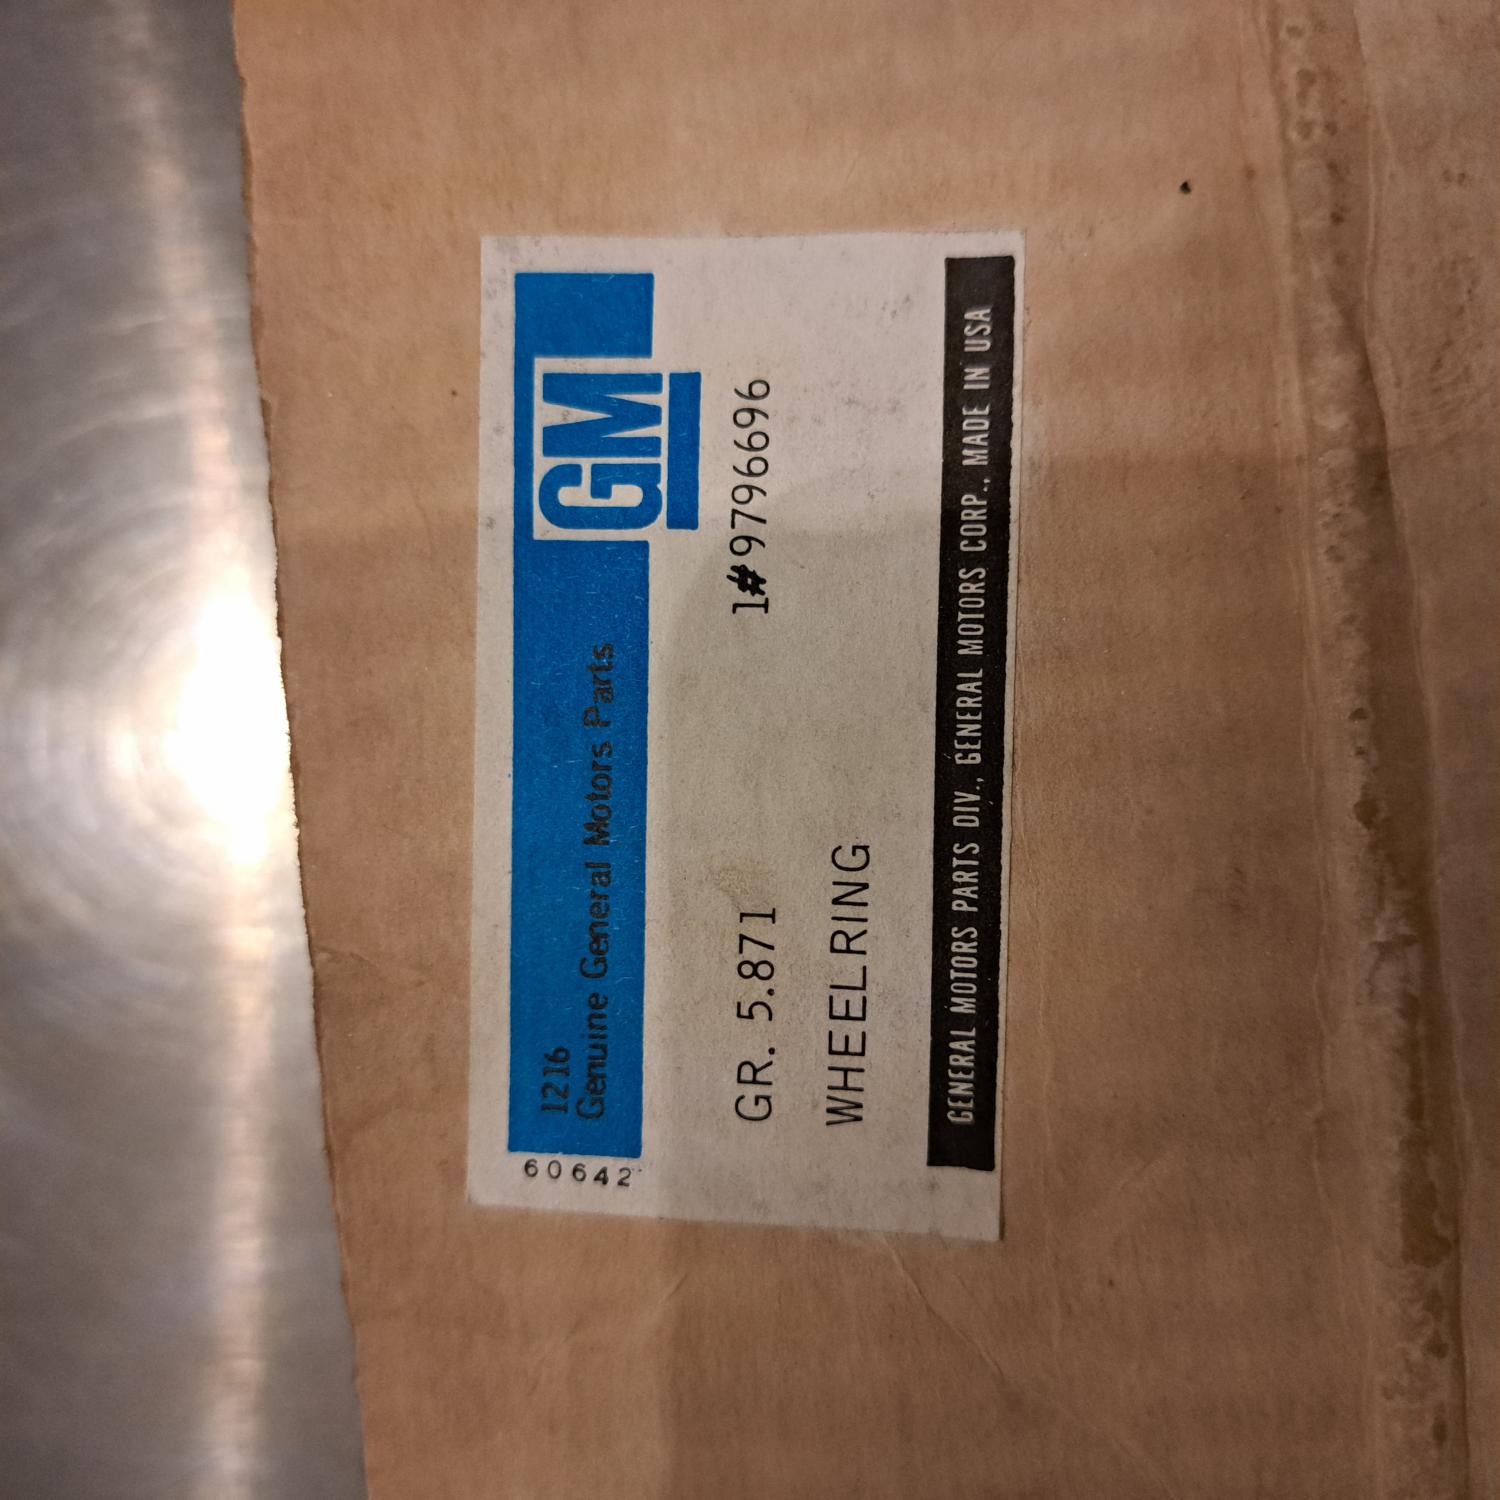 60642
1216
Genuine General Motors Parts
GM
GR. 5.871 1#9796696
WHEELRING
GENERAL MOTORS PARTS DIV., GENERAL MOTORS CORP., MADE IN USA